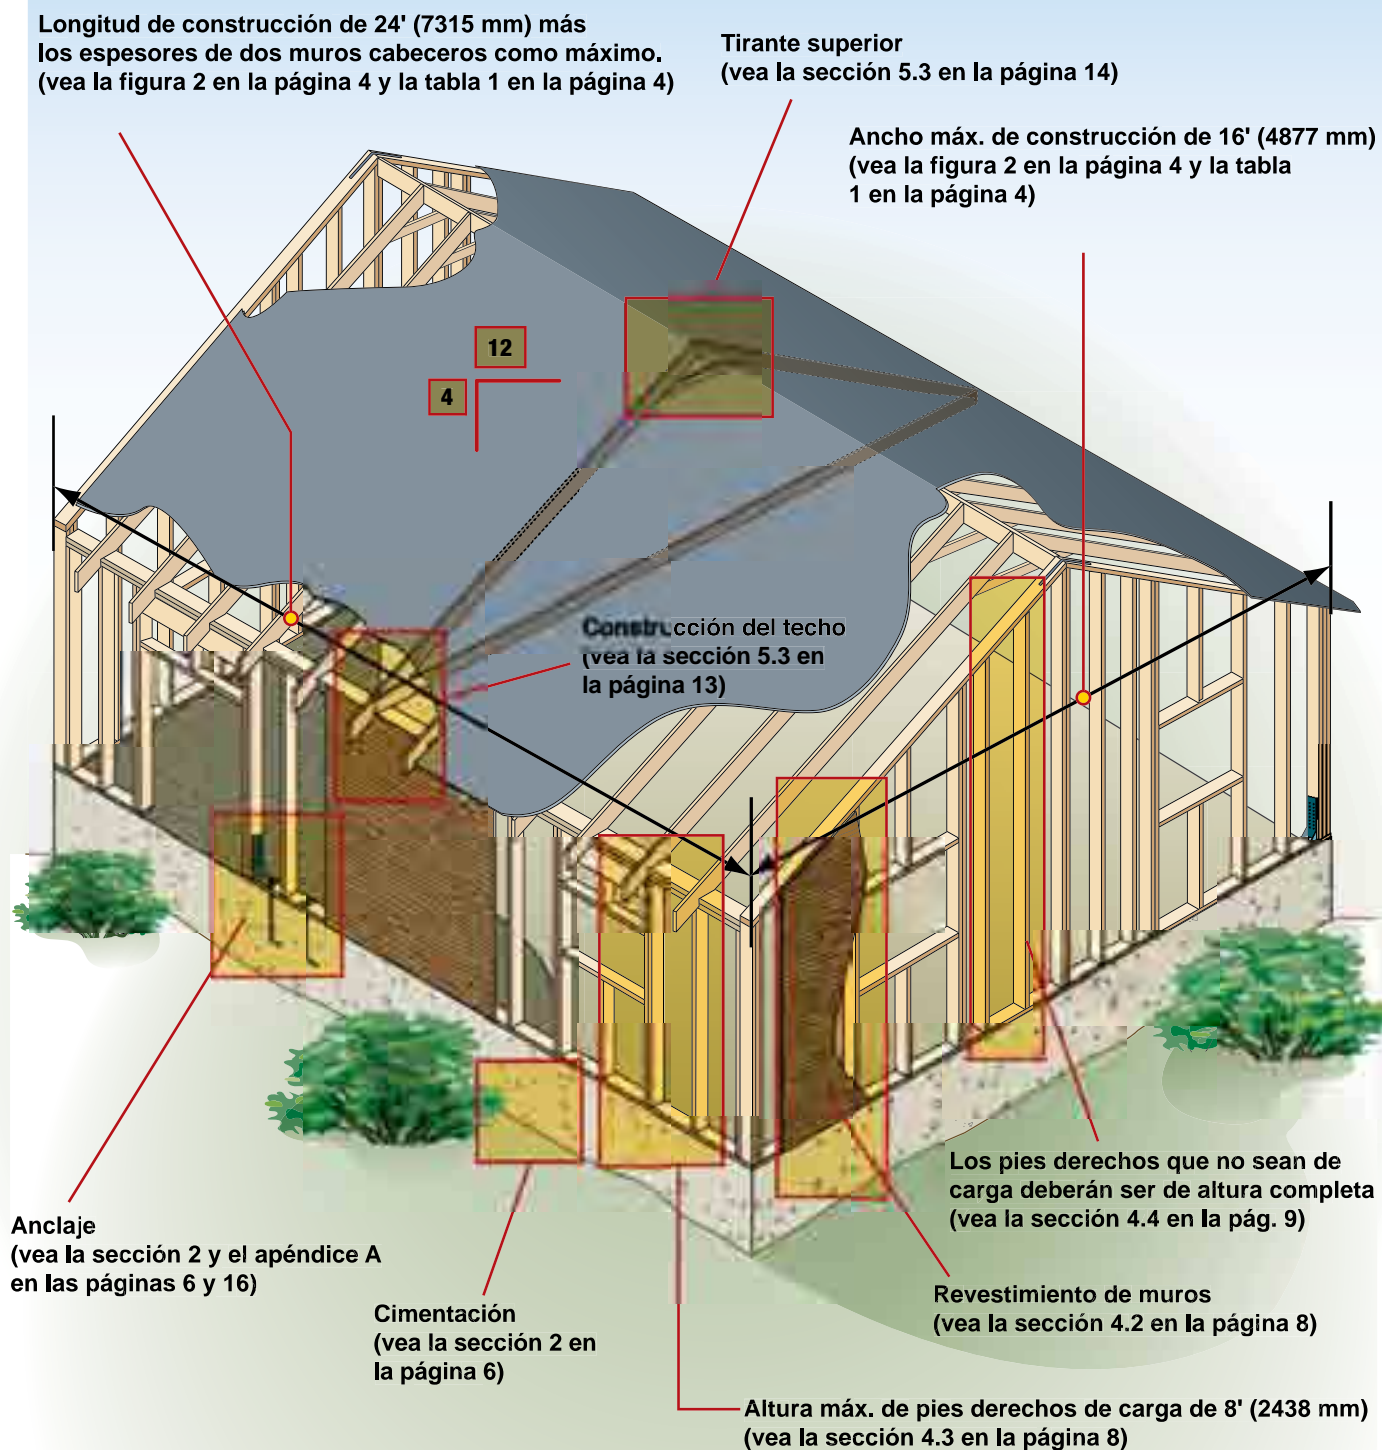 Longitud de construcción de 24' (7315 mm) más
los espesores de dos muros cabeceros como máximo.
(vea la figura 2 en la página 4 y la tabla 1 en la página 4)
Tirante superior
(vea la sección 5.3 en la página 14)
Ancho máx. de construcción de 16' (4877 mm)
(vea la figura 2 en la página 4 y la tabla
1 en la página 4)
12
4
Construcción del techo
(vea la sección 5.3 en
la página 13)
Los pies derechos que no sean de
carga deberán ser de altura completa
(vea la sección 4.4 en la pág. 9)
Anclaje
(vea la sección 2 y el apéndice A
en las páginas 6 y 16)
Revestimiento de muros
(vea la sección 4.2 en la página 8)
Cimentación
(vea la sección 2 en
la página 6)
Altura máx. de pies derechos de carga de 8' (2438 mm)
(vea la sección 4.3 en la página 8)